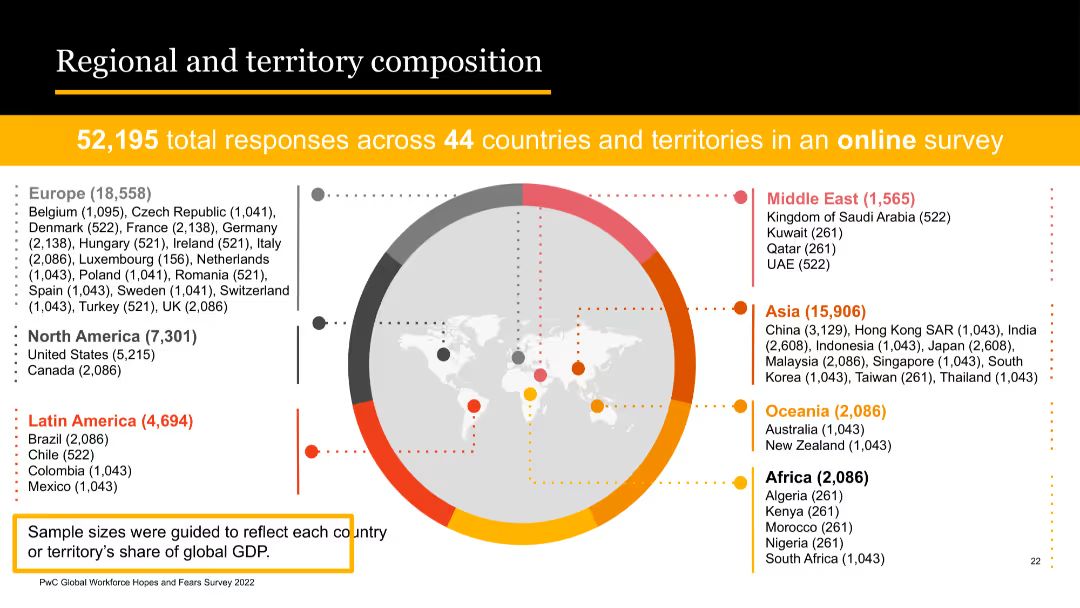 Regional and territory composition
52,195 total responses across 44 countries and territories in an online survey
Europe (18,558)
Belgium (1,095), Czech Republic (1,041),
Denmark (522), France (2,138), Germany
(2,138), Hungary (521), Ireland (521), Italy
(2,086), Luxembourg (156), Netherlands
(1,043), Poland (1,041), Romania (521),
Spain (1,043), Sweden (1,041), Switzerland
(1,043), Turkey (521), UK (2,086)
North America (7,301)
United States (5,215)
Canada (2,086)
Latin America (4,694)
Brazil (2,086)
Chile (522)
Colombia (1,043)
Mexico (1,043)
Sample sizes were guided to reflect each country
or territory's share of global GDP.
Middle East (1,565)
Kingdom of Saudi Arabia (522)
Kuwait (261)
Qatar (261)
UAE (522)
Asia (15,906)
China (3,129), Hong Kong SAR (1,043), India
(2,608), Indonesia (1,043), Japan (2,608),
Malaysia (2,086), Singapore (1,043), South
Korea (1,043), Taiwan (261), Thailand (1,043)
Oceania (2,086)
Australia (1,043)
New Zealand (1,043)
Africa (2,086)
Algeria (261)
Kenya (261)
Morocco (261)
Nigeria (261)
South Africa (1,043)
PwC Global Workforce Hopes and Fears Survey 2022
22